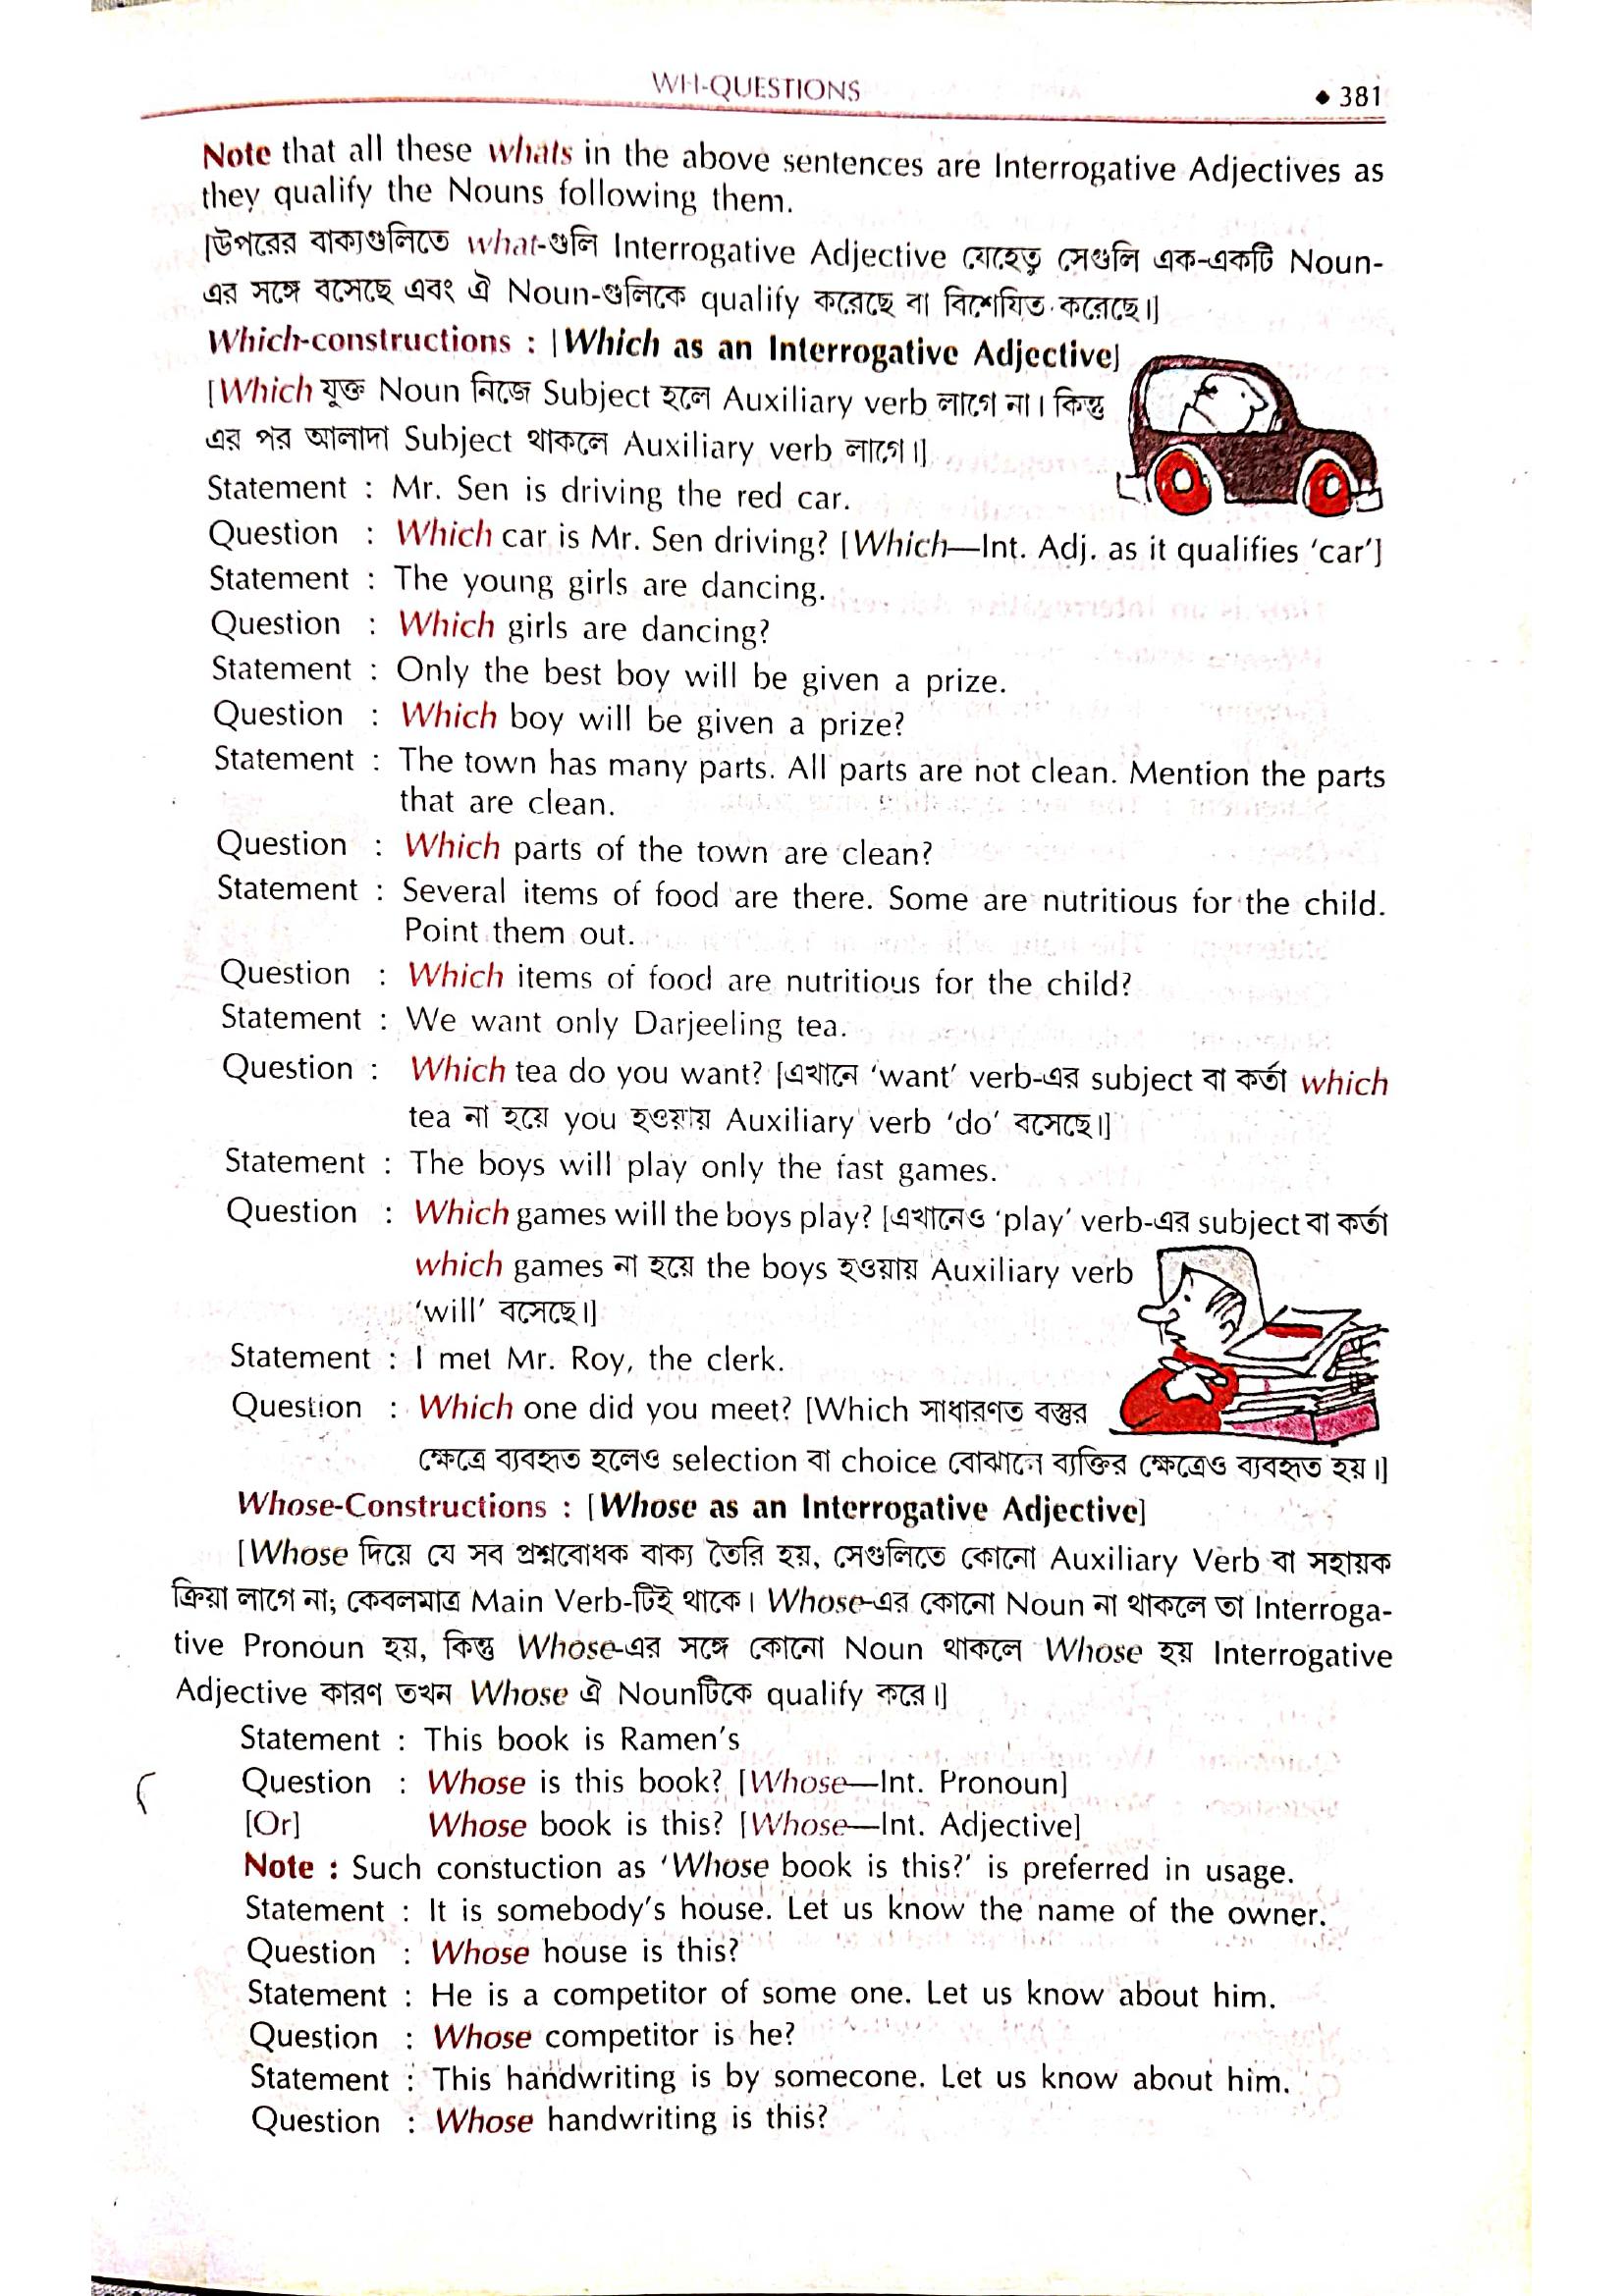 WH-QUESTIONS
◆ 381
Note that all these whats in the above sentences are Interrogative Adjectives as
they qualify the Nouns following them.
[উপরের বাক্যগুলিতে what-গুলি Interrogative Adjective যেহেতু সেগুলি এক-একটি Noun-
এর সঙ্গে বসেছে এবং ঐ Noun-গুলিকে qualify করেছে বা বিশেষিত করেছে।]
Which-constructions : [Which as an Interrogative Adjective]
[Which যুক্ত Noun নিজে Subject হলে Auxiliary verb লাগে না। কিন্তু
এর পর আলাদা Subject থাকলে Auxiliary verb লাগে।]
Statement : Mr. Sen is driving the red car.
Question : Which car is Mr. Sen driving? [Which—Int. Adj. as it qualifies ‘car’]
Statement : The young girls are dancing.
Question : Which girls are dancing?
Statement : Only the best boy will be given a prize.
Question : Which boy will be given a prize?
Statement : The town has many parts. All parts are not clean. Mention the parts
that are clean.
Question : Which parts of the town are clean?
Statement : Several items of food are there. Some are nutritious for the child.
Point them out.
Question : Which items of food are nutritious for the child?
Statement : We want only Darjeeling tea.
Question : Which tea do you want? [এখানে ‘want’ verb-এর subject বা কর্তা which
tea না হয়ে you হওয়ায় Auxiliary verb ‘do’ বসেছে।]
Statement : The boys will play only the fast games.
Question : Which games will the boys play? [এখানেও ‘play’ verb-এর subject বা কর্তা
which games না হয়ে the boys হওয়ায় Auxiliary verb
‘will’ বসেছে।]
Statement : I met Mr. Roy, the clerk.
Question : Which one did you meet? [Which সাধারণত বস্তুর
ক্ষেত্রে ব্যবহৃত হলেও selection বা choice বোঝানে ব্যক্তির ক্ষেত্রেও ব্যবহৃত হয়।]
Whose-Constructions : [Whose as an Interrogative Adjective]
[Whose দিয়ে যে সব প্রশ্নবোধক বাক্য তৈরি হয়, সেগুলিতে কোনো Auxiliary Verb বা সহায়ক
ক্রিয়া লাগে না; কেবলমাত্র Main Verb-টিই থাকে। Whose-এর কোনো Noun না থাকলে তা Interroga-
tive Pronoun হয়, কিন্তু Whose-এর সঙ্গে কোনো Noun থাকলে Whose হয় Interrogative
Adjective কারণ তখন Whose ঐ Nounটিকে qualify করে।]
Statement : This book is Ramen’s
Question : Whose is this book? [Whose—Int. Pronoun]
[Or] Whose book is this? [Whose—Int. Adjective]
Note : Such constuction as ‘Whose book is this?’ is preferred in usage.
Statement : It is somebody’s house. Let us know the name of the owner.
Question : Whose house is this?
Statement : He is a competitor of some one. Let us know about him.
Question : Whose competitor is he?
Statement : This handwriting is by somecone. Let us know about him.
Question : Whose handwriting is this?